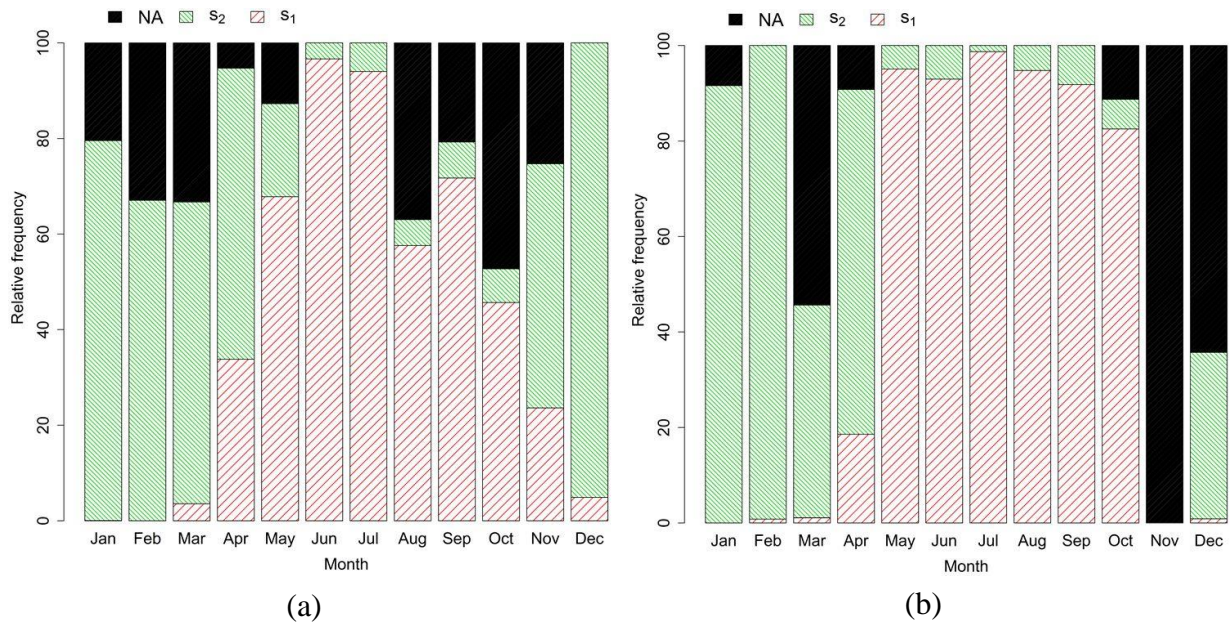 NA s₂ s₁
Relative frequency
100
80
60
40
20
0
Jan Feb Mar Apr May Jun Jul Aug Sep Oct Nov Dec
Month
(a)
NA s₂ s₁
Relative frequency
100
80
60
40
20
0
Jan Feb Mar Apr May Jun Jul Aug Sep Oct Nov Dec
Month
(b)